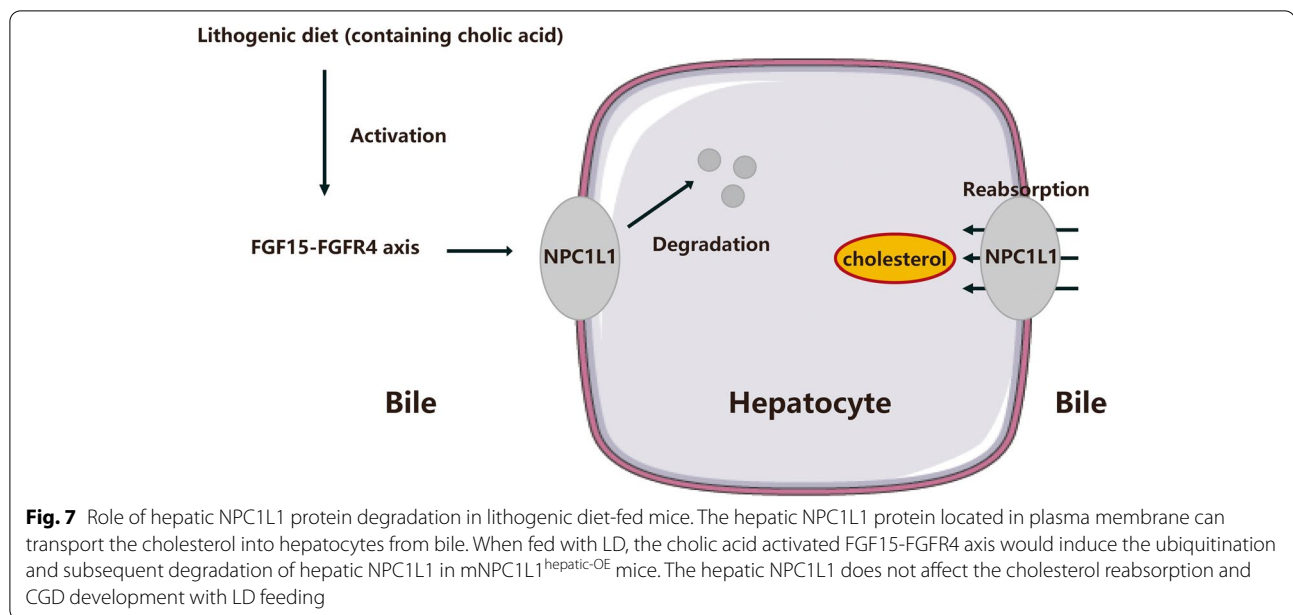 Lithogenic diet (containing cholic acid)
Activation
Reabsorption
FGF15-FGFR4 axis
NPC1L1
Degradation
cholesterol
NPC1L1
Bile
Hepatocyte
Bile
Fig. 7 Role of hepatic NPC1L1 protein degradation in lithogenic diet-fed mice. The hepatic NPC1L1 protein located in plasma membrane can
transport the cholesterol into hepatocytes from bile. When fed with LD, the cholic acid activated FGF15-FGFR4 axis would induce the ubiquitination
and subsequent degradation of hepatic NPC1L1 in mNPC1L1hepatic-OE mice. The hepatic NPC1L1 does not affect the cholesterol reabsorption and
CGD development with LD feeding